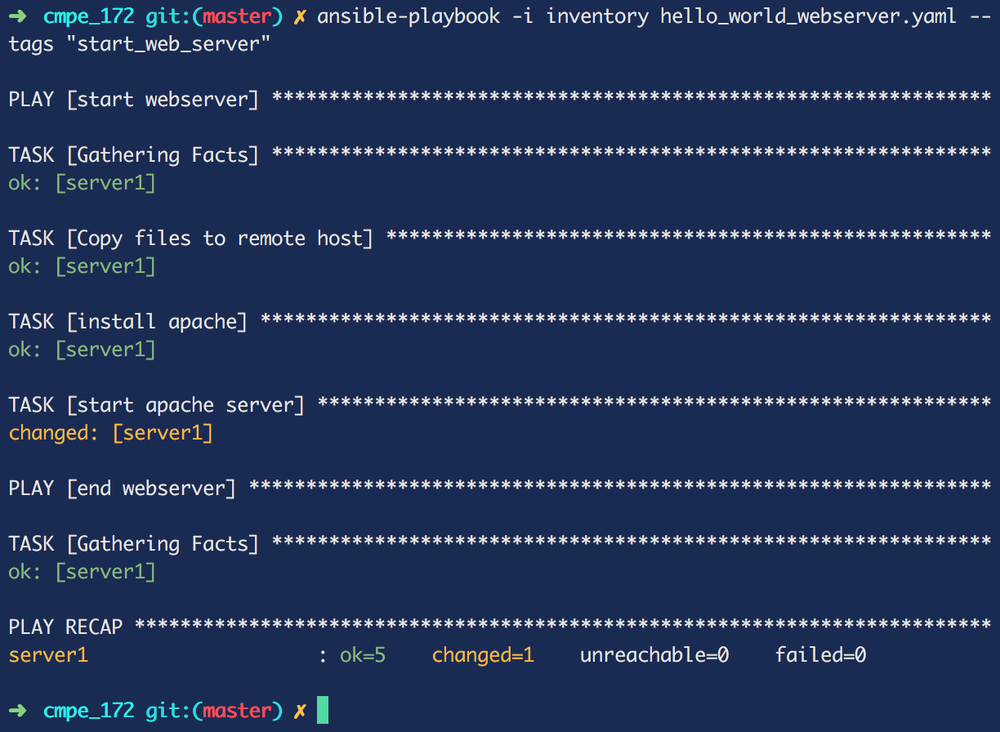 ➜  cmpe_172 git:(master) ✗ ansible-playbook -i inventory hello_world_webserver.yaml --
tags "start_web_server"
PLAY [start webserver] ***************************************************************
TASK [Gathering Facts] ***************************************************************
ok: [server1]
TASK [Copy files to remote host] *****************************************************
ok: [server1]
TASK [install apache] ****************************************************************
ok: [server1]
TASK [start apache server] ***********************************************************
changed: [server1]
PLAY [end webserver] *****************************************************************
TASK [Gathering Facts] ***************************************************************
ok: [server1]
PLAY RECAP ***************************************************************************
server1                    : ok=5    changed=1    unreachable=0    failed=0
➜  cmpe_172 git:(master) ✗